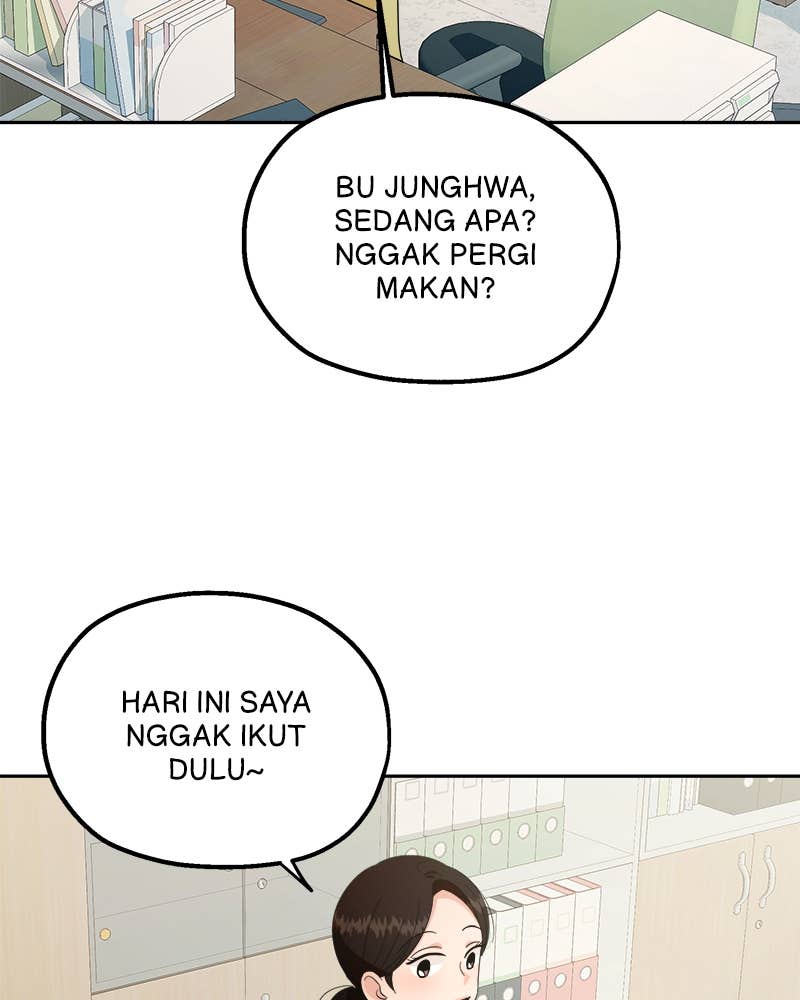 BU JUNGHWA,
SEDANG APA?
NGGAK PERGI
MAKAN?
HARI INI SAYA
NGGAK IKUT
DULU~